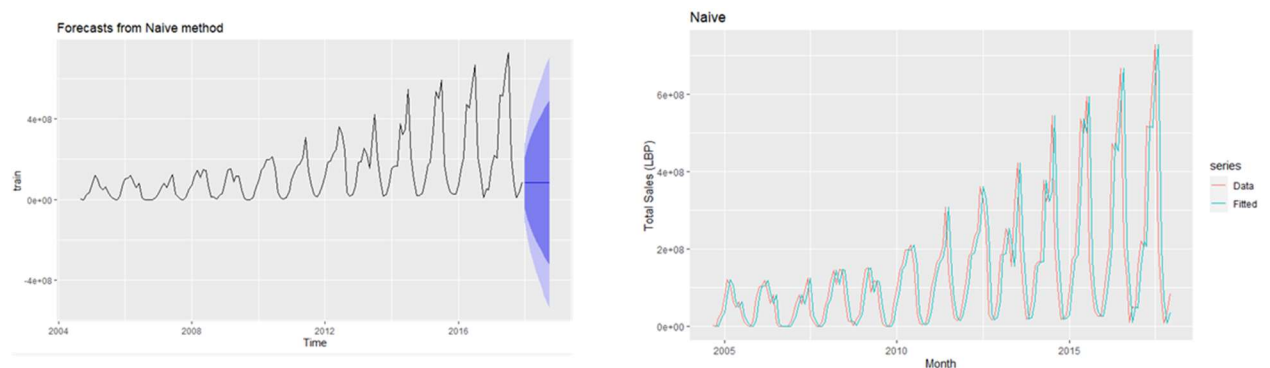 Forecasts from Naive method
4e+08
0e+00
-4e+08
train
2004
2008
2012
2016
Time
Naive
6e+08
4e+08
2e+08
0e+00
Total Sales (LBP)
2005
2010
2015
Month
series
Data
Fitted